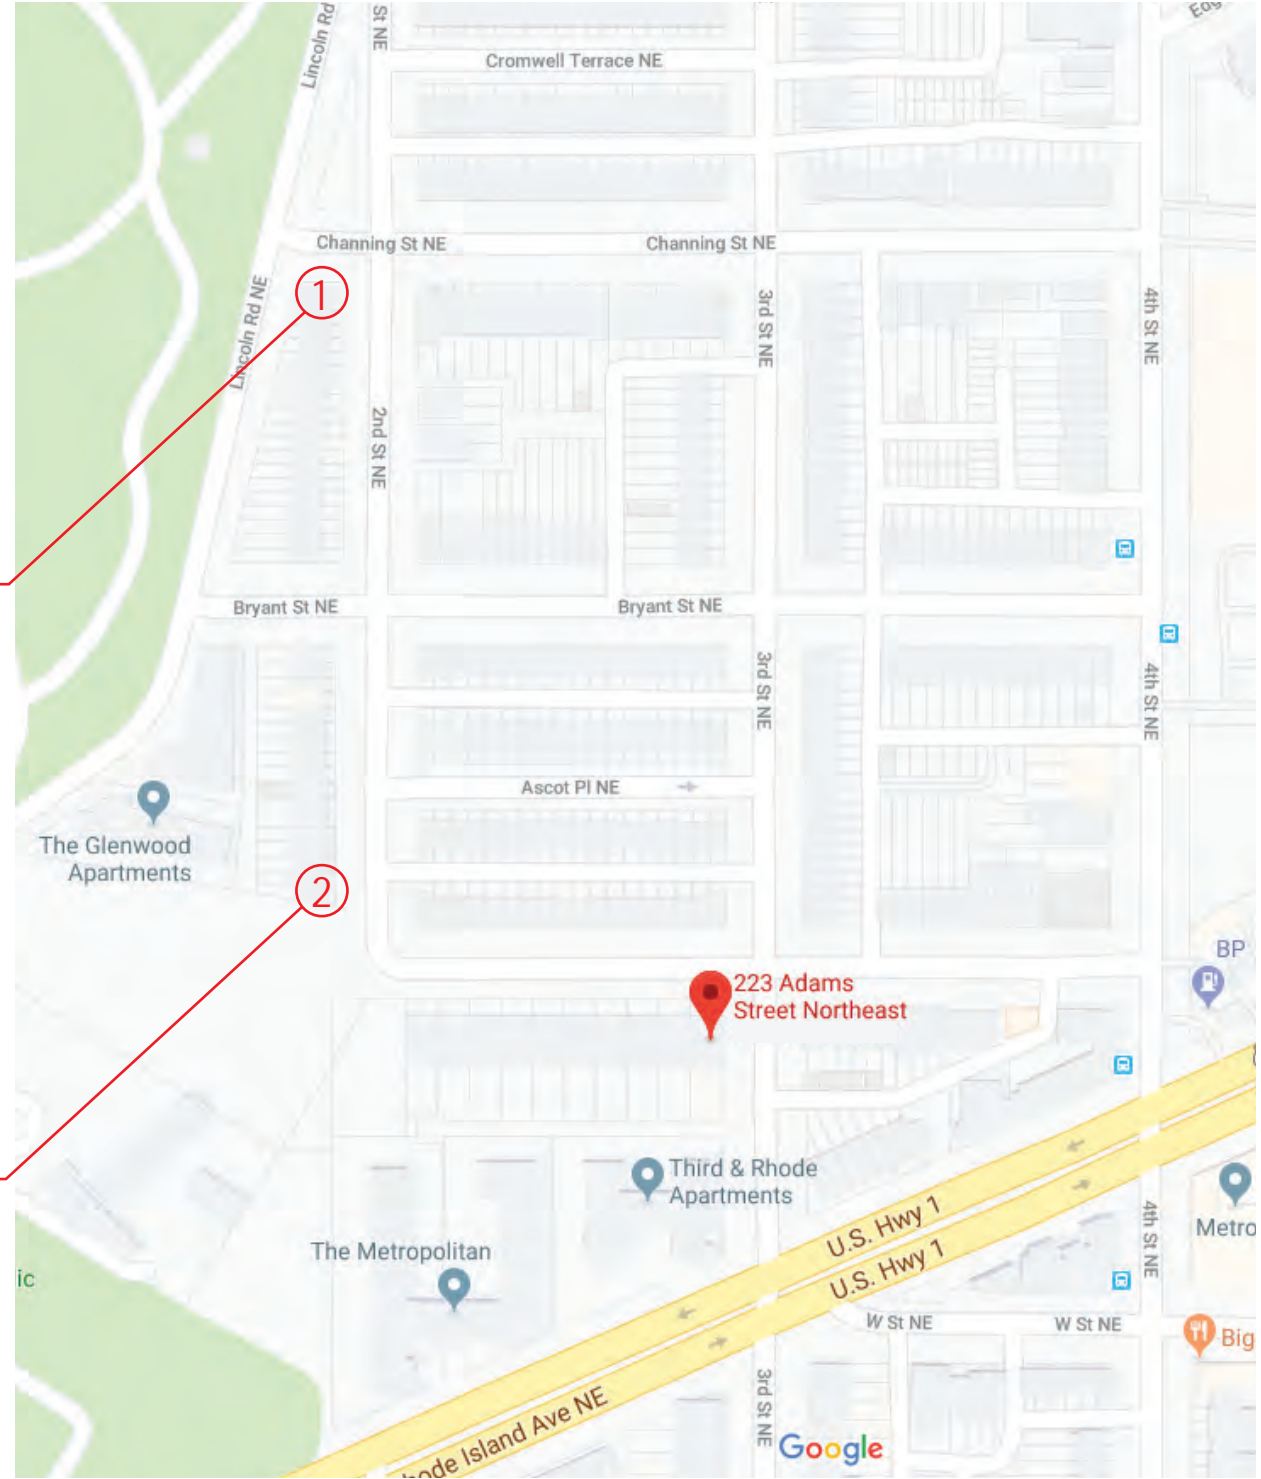 Lincoln Rd
St NE
Edg
Cromwell Terrace NE
Channing St NE
Channing St NE
1
Lincoln Rd NE
3rd St NE
4th St NE
2nd St NE
Bryant St NE
Bryant St NE
3rd St NE
4th St NE
Ascot Pl NE
The Glenwood
Apartments
2
BP
223 Adams
Street Northeast
Third & Rhode
Apartments
U.S. Hwy 1
U.S. Hwy 1
4th St NE
Metro
The Metropolitan
ic
W St NE
W St NE
Big
3rd St NE
hode Island Ave NE
Google